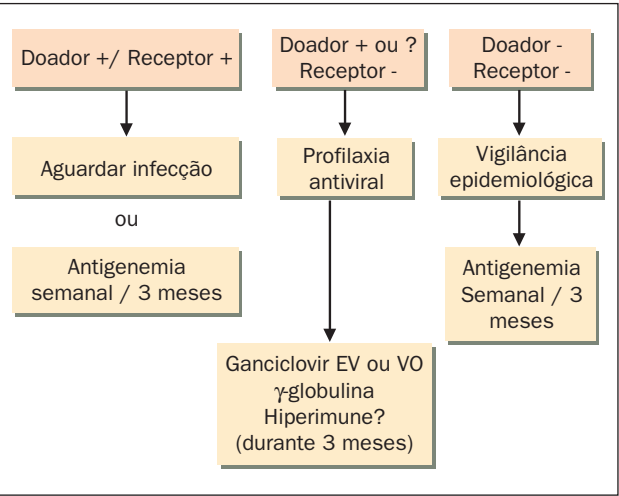 Doador +/ Receptor +
Aguardar infecção
ou
Antigenemia
semanal / 3 meses
Doador + ou ?
Receptor -
Profilaxia
antiviral
Ganciclovir EV ou VO
γ-globulina
Hiperimune?
(durante 3 meses)
Doador -
Receptor -
Vigilância
epidemiológica
Antigenemia
Semanal / 3
meses